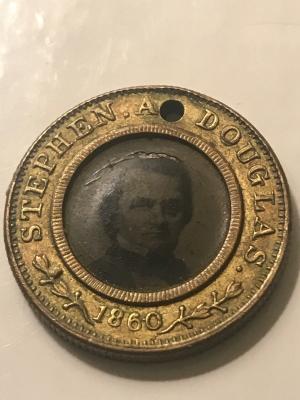 STEPHEN . A DOUGLAS.
1860